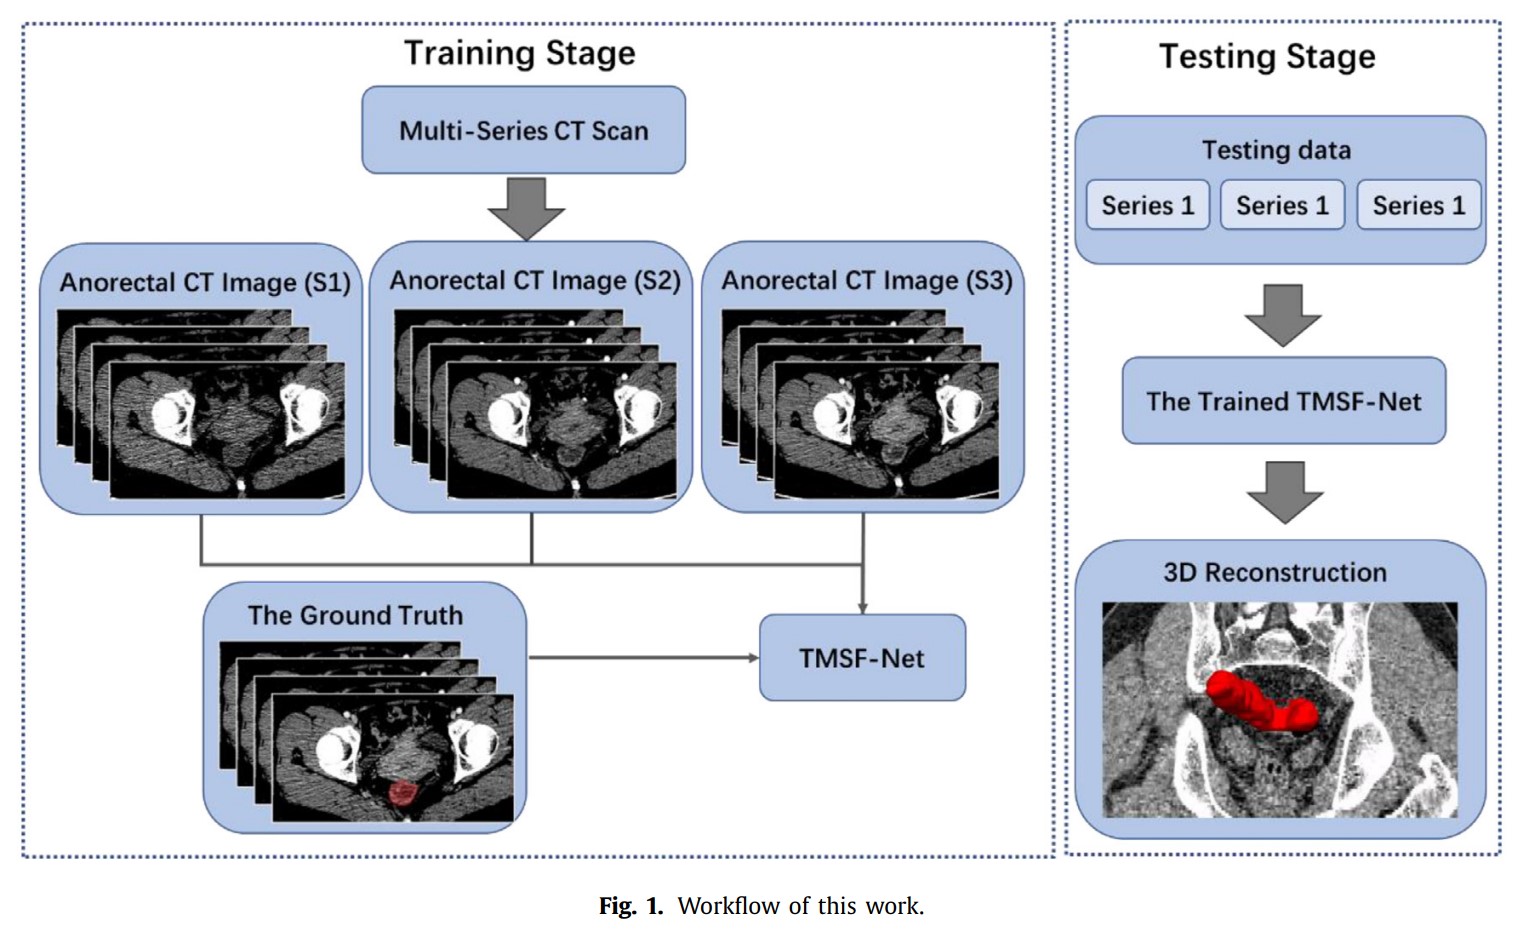 Training Stage
Multi-Series CT Scan
Anorectal CT Image (S1)
Anorectal CT Image (S2)
Anorectal CT Image (S3)
The Ground Truth
TMSF-Net
Testing Stage
Testing data
Series 1
Series 1
Series 1
The Trained TMSF-Net
3D Reconstruction
Fig. 1. Workflow of this work.